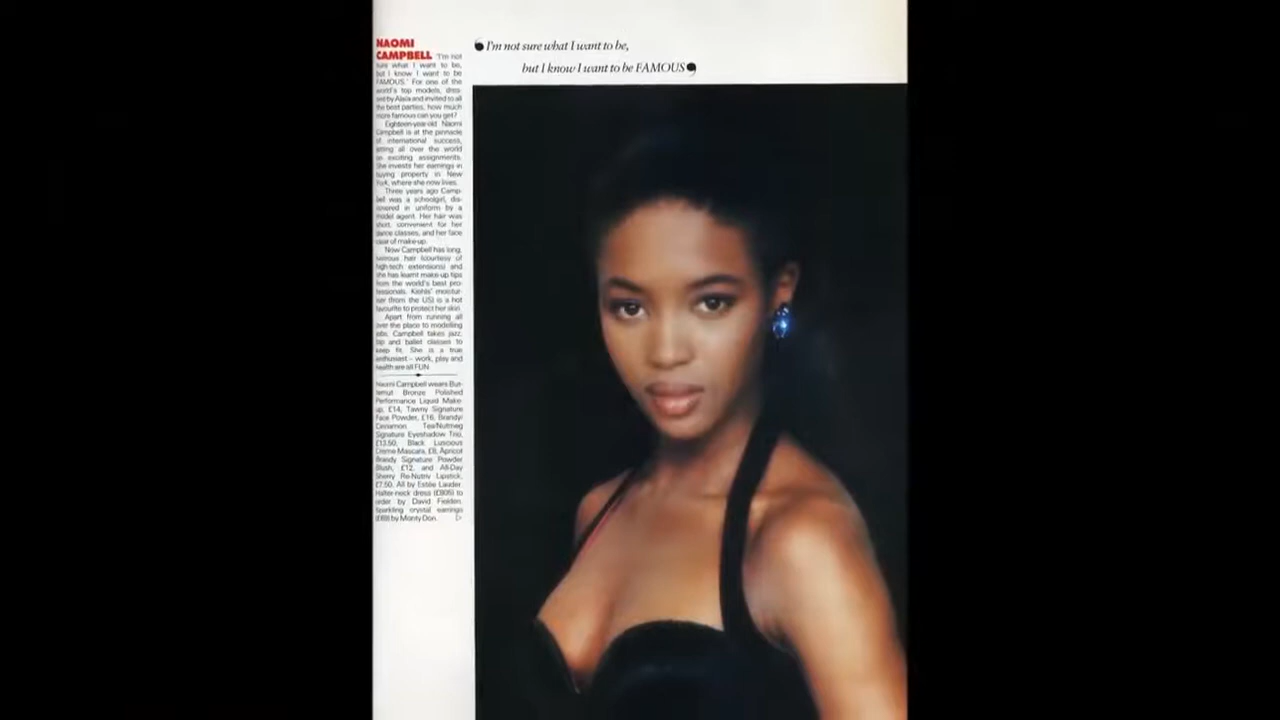 NAOMI
CAMPBELL 'I'm not
sure what I want to be,
but I know I want to be
FAMOUS.' For one of the
world's top models, dres-
sed by Alaïa and invited to all
the best parties, how much
more famous can you get?
Eighteen-year-old Naomi
Campbell is at the pinnacle
of international success,
jetting all over the world
on exciting assignments.
She invests her earnings in
buying property in New
York, where she now lives.
Three years ago Camp-
bell was a schoolgirl, dis-
covered in uniform by a
model agent. Her hair was
short, convenient for her
dance classes, and her face
clear of make-up.
Now Campbell has long,
hair (courtesy of
high-tech extensions) and
she has learnt make-up tips
from the world's best pro-
fessionals. Kiehls' moistur-
iser (from the US) is a hot
favourite to protect her skin.
Apart from running all
over the place to modelling
jobs, Campbell takes jazz,
tap and ballet classes to
keep fit. She is a true
enthusiast – work, play and
health are all FUN.
Naomi Campbell wears But-
ternut Bronze Polished
Performance Liquid Make-
up, £14, Tawny Signature
Face Powder, £16, Brandy/
Cinnamon Tea/Nutmeg
Signature Eyeshadow Trio,
£13.50, Black Luscious
Creme Mascara, £8, Apricot
Brandy Signature Powder
Blush, £12, and All-Day
Sherry Re-Nutriv Lipstick,
£7.50. All by Estée Lauder.
Halter-neck dress to
order by David Fielden.
Sparkling crystal earrings
by Monty Don.
I'm not sure what I want to be,
but I know I want to be FAMOUS